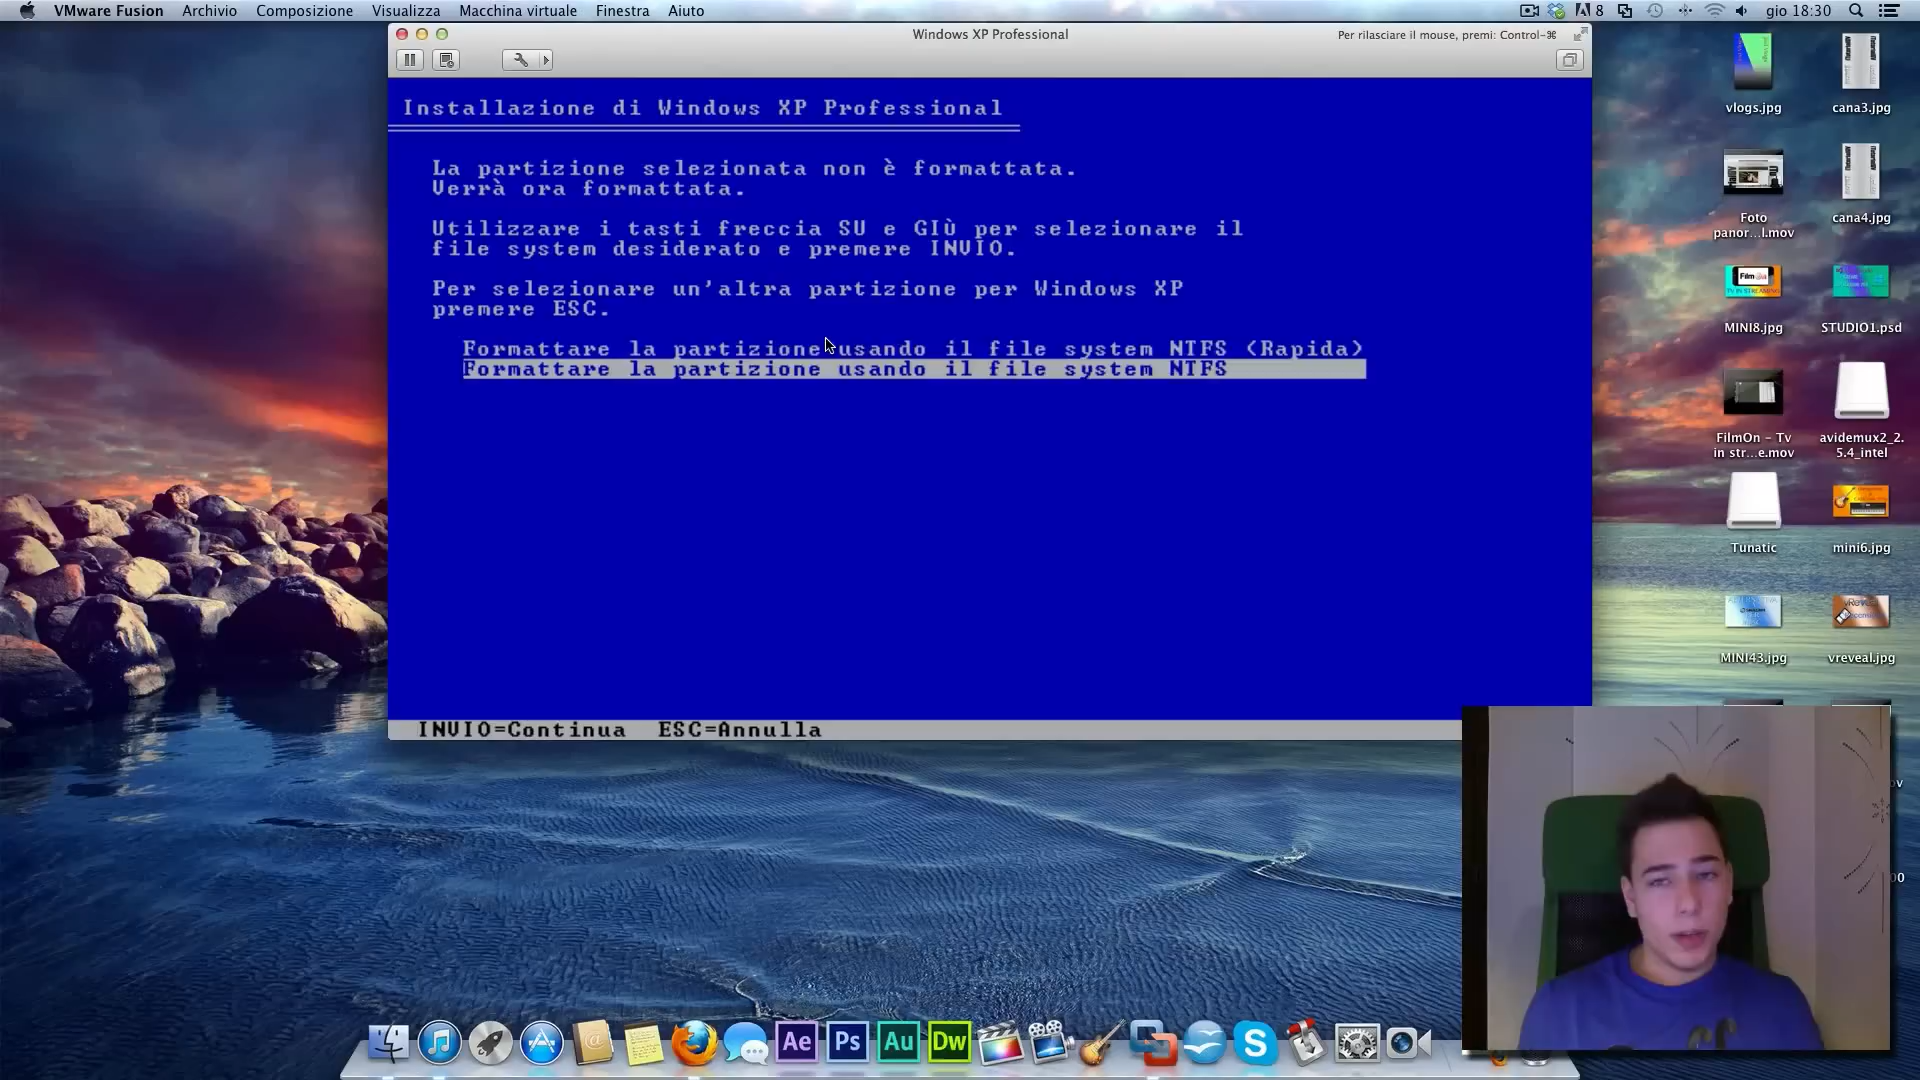 VMware Fusion Archivio Composizione Visualizza Macchina virtuale Finestra Aiuto
8 gio 18:30
Windows XP Professional
Per rilasciare il mouse, premi: Control-⌘
Installazione di Windows XP Professional
La partizione selezionata non è formattata.
Verrà ora formattata.
Utilizzare i tasti freccia SU e GIÙ per selezionare il
file system desiderato e premere INVIO.
Per selezionare un'altra partizione per Windows XP
premere ESC.
Formattare la partizione usando il file system NTFS (Rapida)
Formattare la partizione usando il file system NTFS
INVIO=Continua ESC=Annulla
vlogs.jpg
cana3.jpg
Foto
panor...l.mov
cana4.jpg
MINI8.jpg
STUDIO1.psd
FilmOn - Tv
in str...e.mov
avidemux2_2.
5.4_intel
Tunatic
mini6.jpg
MINI43.jpg
vreveal.jpg
Ae Ps Au Dw